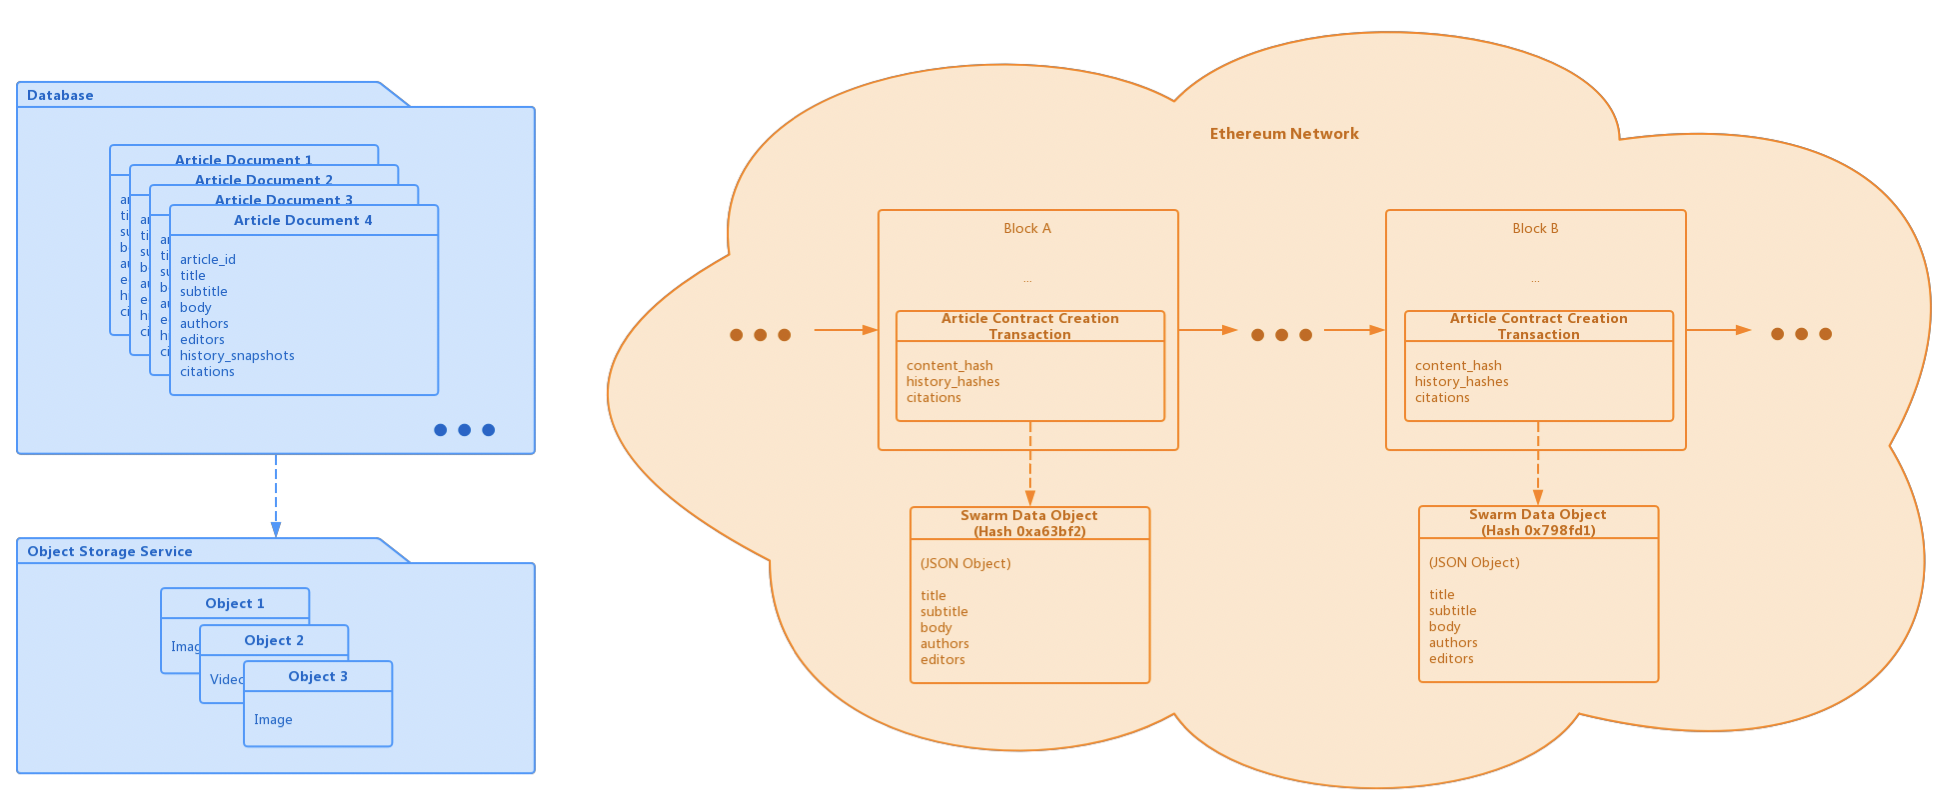 Database
Article Document 1
Article Document 2
Article Document 3
Article Document 4
article_id
title
subtitle
body
authors
editors
history_snapshots
citations
Object Storage Service
Object 1
Object 2
Object 3
Image
Ethereum Network
Block A
...
Article Contract Creation
Transaction
content_hash
history_hashes
citations
Swarm Data Object
(Hash 0xa63bf2)
(JSON Object)
title
subtitle
body
authors
editors
Block B
...
Article Contract Creation
Transaction
content_hash
history_hashes
citations
Swarm Data Object
(Hash 0x798fd1)
(JSON Object)
title
subtitle
body
authors
editors